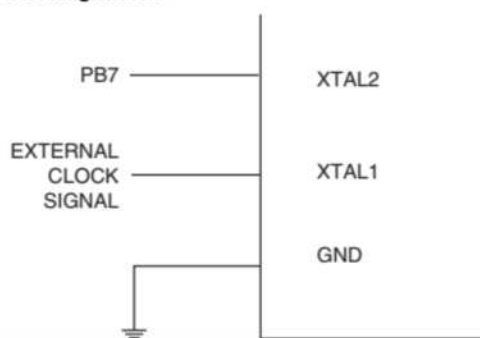 PB7
XTAL2
EXTERNAL
CLOCK
SIGNAL
XTAL1
GND